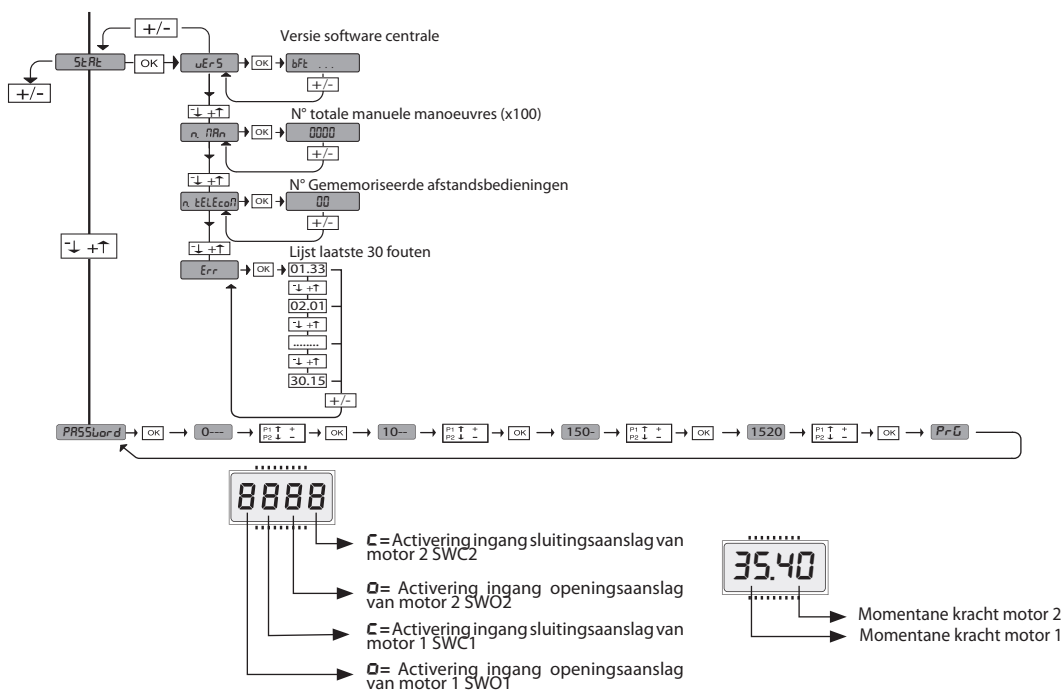 +/-
Versie software centrale
StAt OK vErS OK bFt ...
+/-
+/-
-↓ +↑
N° totale manuele manoeuvres (x100)
n. MAn OK 0000
+/-
-↓ +↑
N° Gememoriseerde afstandsbedieningen
n. tELEcoM OK 00
+/-
-↓ +↑
-↓ +↑
Lijst laatste 30 fouten
Err OK 01.33
-↓ +↑
02.01
-↓ +↑
........
-↓ +↑
30.15
+/-
PASSword OK 0--- P1 ↑ + P2 ↓ - OK 10-- P1 ↑ + P2 ↓ - OK 150- P1 ↑ + P2 ↓ - OK 1520 P1 ↑ + P2 ↓ - OK PrG
8888
C= Activering ingang sluitingsaanslag van
motor 2 SWC2
O= Activering ingang openingsaanslag
van motor 2 SWO2
C= Activering ingang sluitingsaanslag van
motor 1 SWC1
O= Activering ingang openingsaanslag
van motor 1 SWO1
35.40
Momentane kracht motor 2
Momentane kracht motor 1